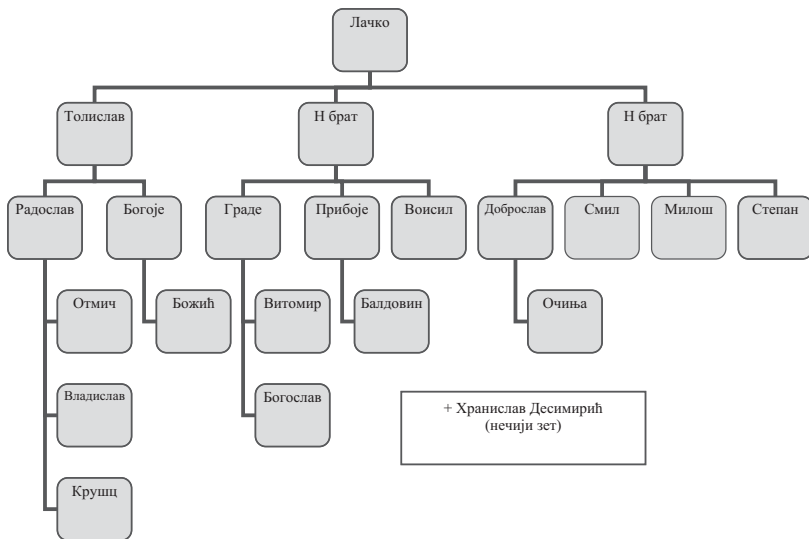 Лачко
Толислав
Н брат
Н брат
Радослав
Богоје
Граде
Прибоје
Воисил
Доброслав
Смил
Милош
Степан
Отмич
Божић
Витомир
Балдовин
Очиња
Владислав
Богослав
+ Хранислав Десимирић
(нечији зет)
Крушц